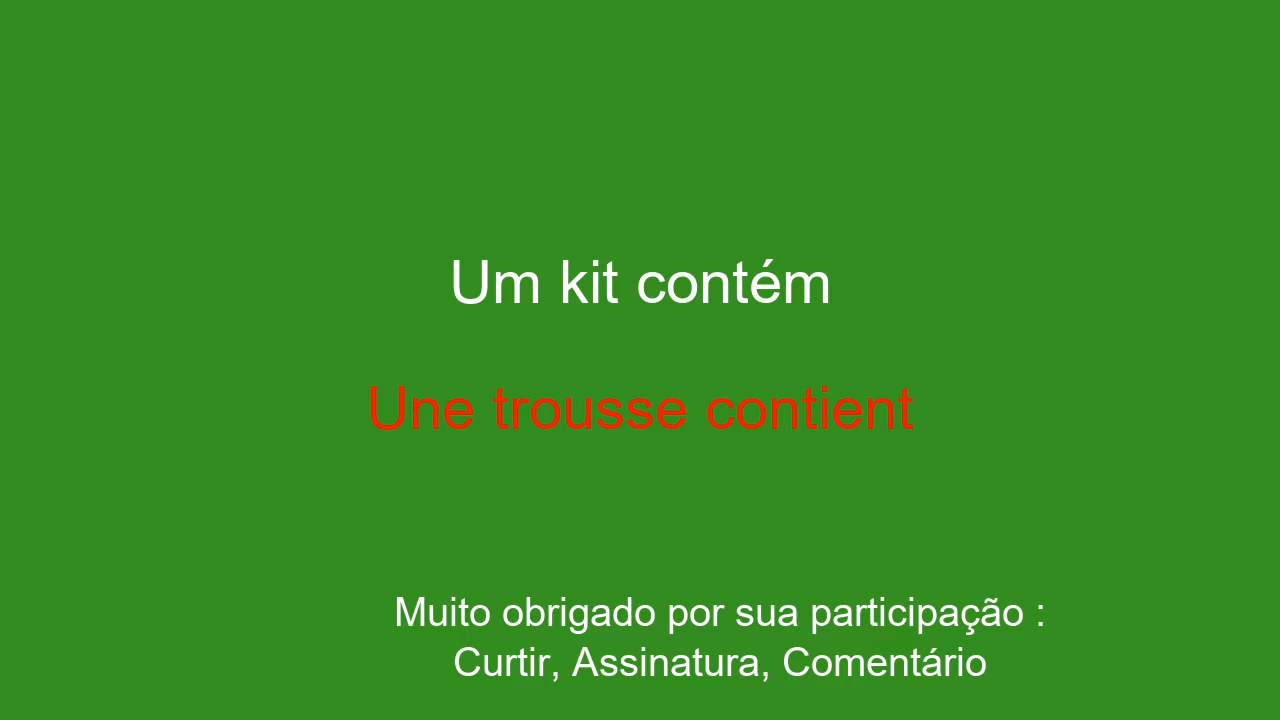 Um kit contém
Une trousse contient
Muito obrigado por sua participação :
Curtir, Assinatura, Comentário